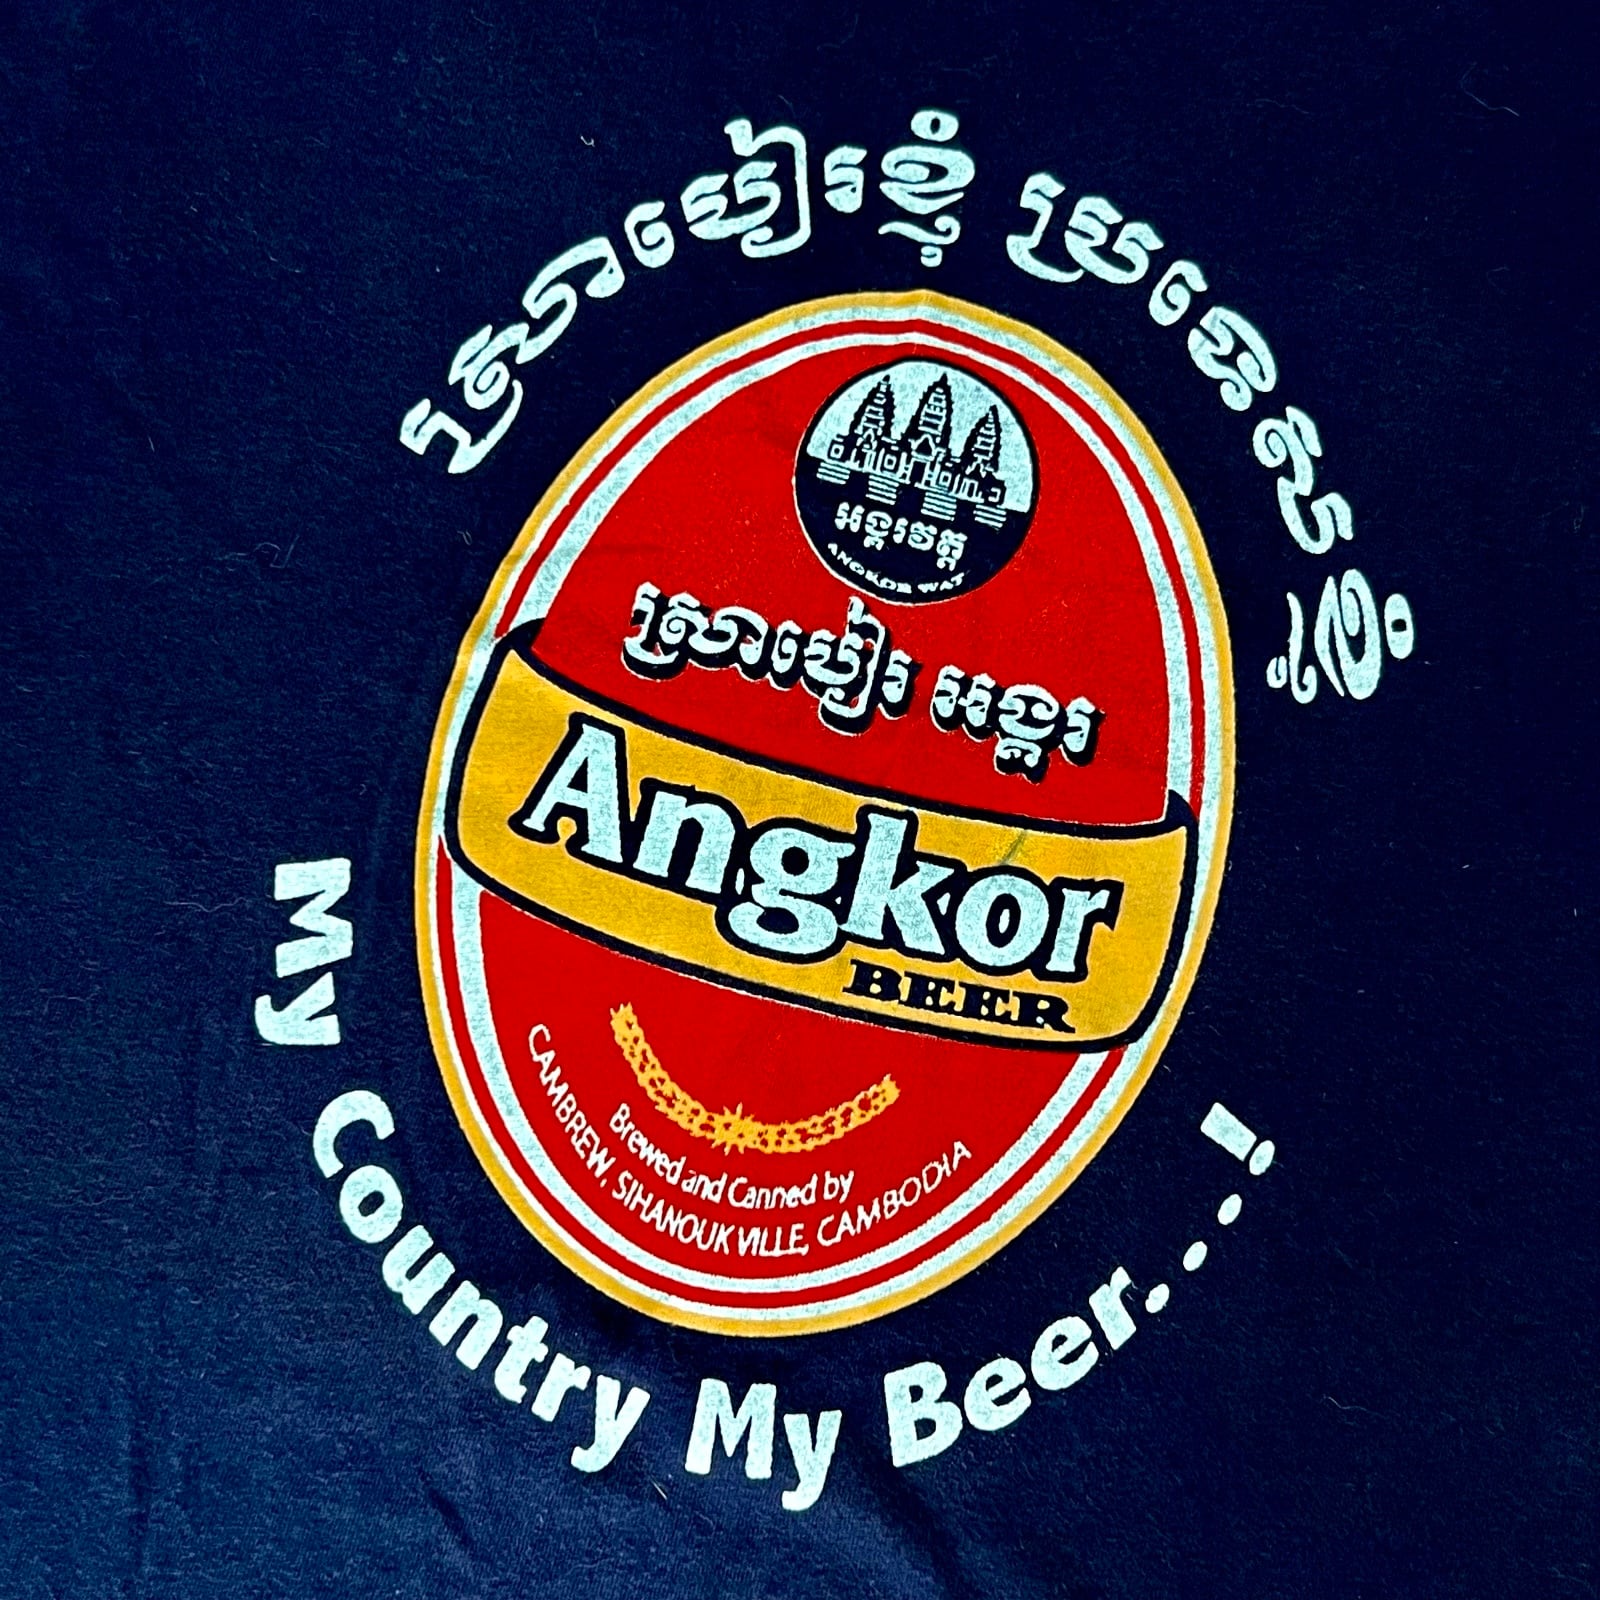 ស្រាបៀរខ្ញុំ ប្រទេសខ្ញុំ
អង្គរវត្ត
ANGKOR WAT
ស្រាបៀរ អង្គរ
Angkor
BEER
Brewed and Canned by
CAMBREW, SIHANOUKVILLE, CAMBODIA
My Country My Beer...!